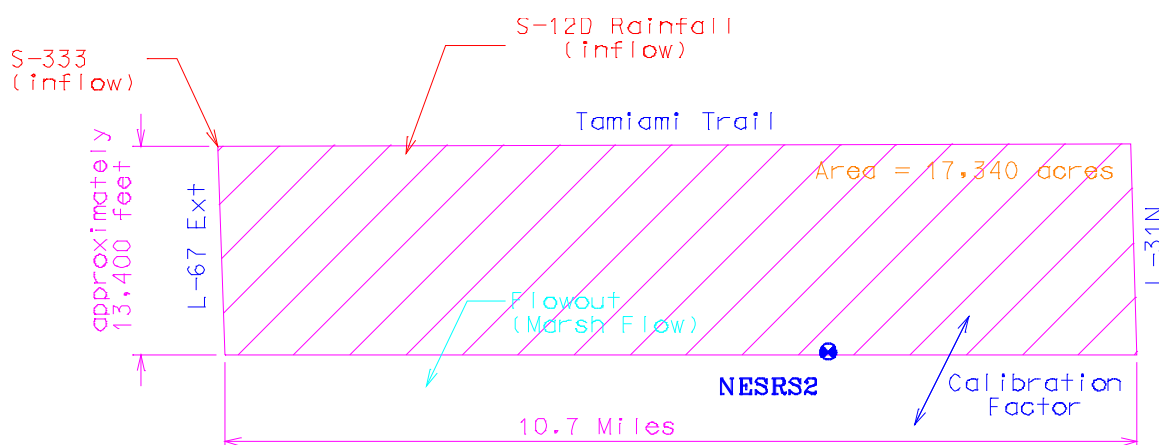 S-12D Rainfall
(inflow)
S-333
(inflow)
Tamiami Trail
Area = 17,340 acres
approximately
13,400 feet
L-67 Ext
L-31N
Flowout
(Marsh Flow)
NESRS2
Calibration
Factor
10.7 Miles